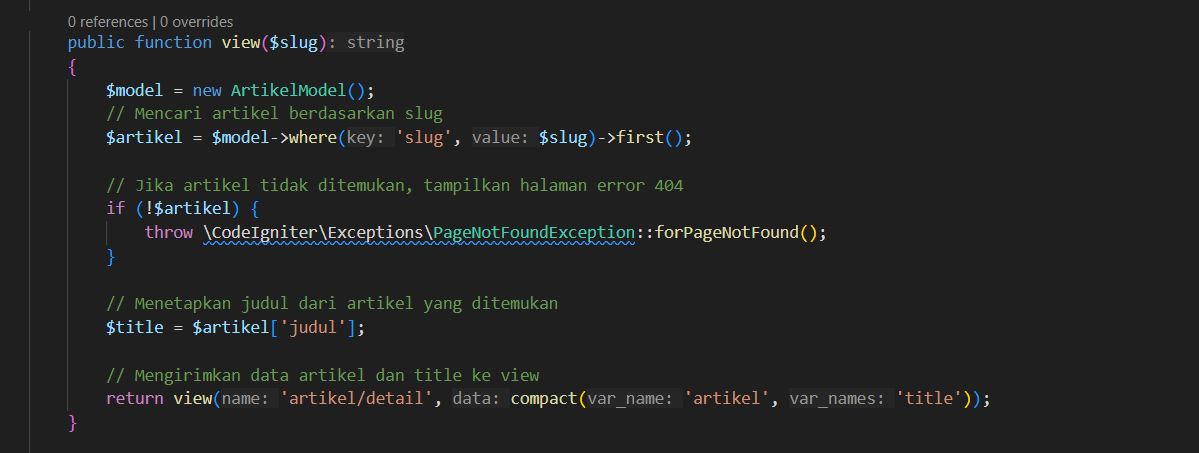 0 references | 0 overrides
public function view($slug): string
{
$model = new ArtikelModel();
// Mencari artikel berdasarkan slug
$artikel = $model->where(key: 'slug', value: $slug)->first();
// Jika artikel tidak ditemukan, tampilkan halaman error 404
if (!$artikel) {
throw \CodeIgniter\Exceptions\PageNotFoundException::forPageNotFound();
}
// Menetapkan judul dari artikel yang ditemukan
$title = $artikel['judul'];
// Mengirimkan data artikel dan title ke view
return view(name: 'artikel/detail', data: compact(var_name: 'artikel', var_names: 'title'));
}